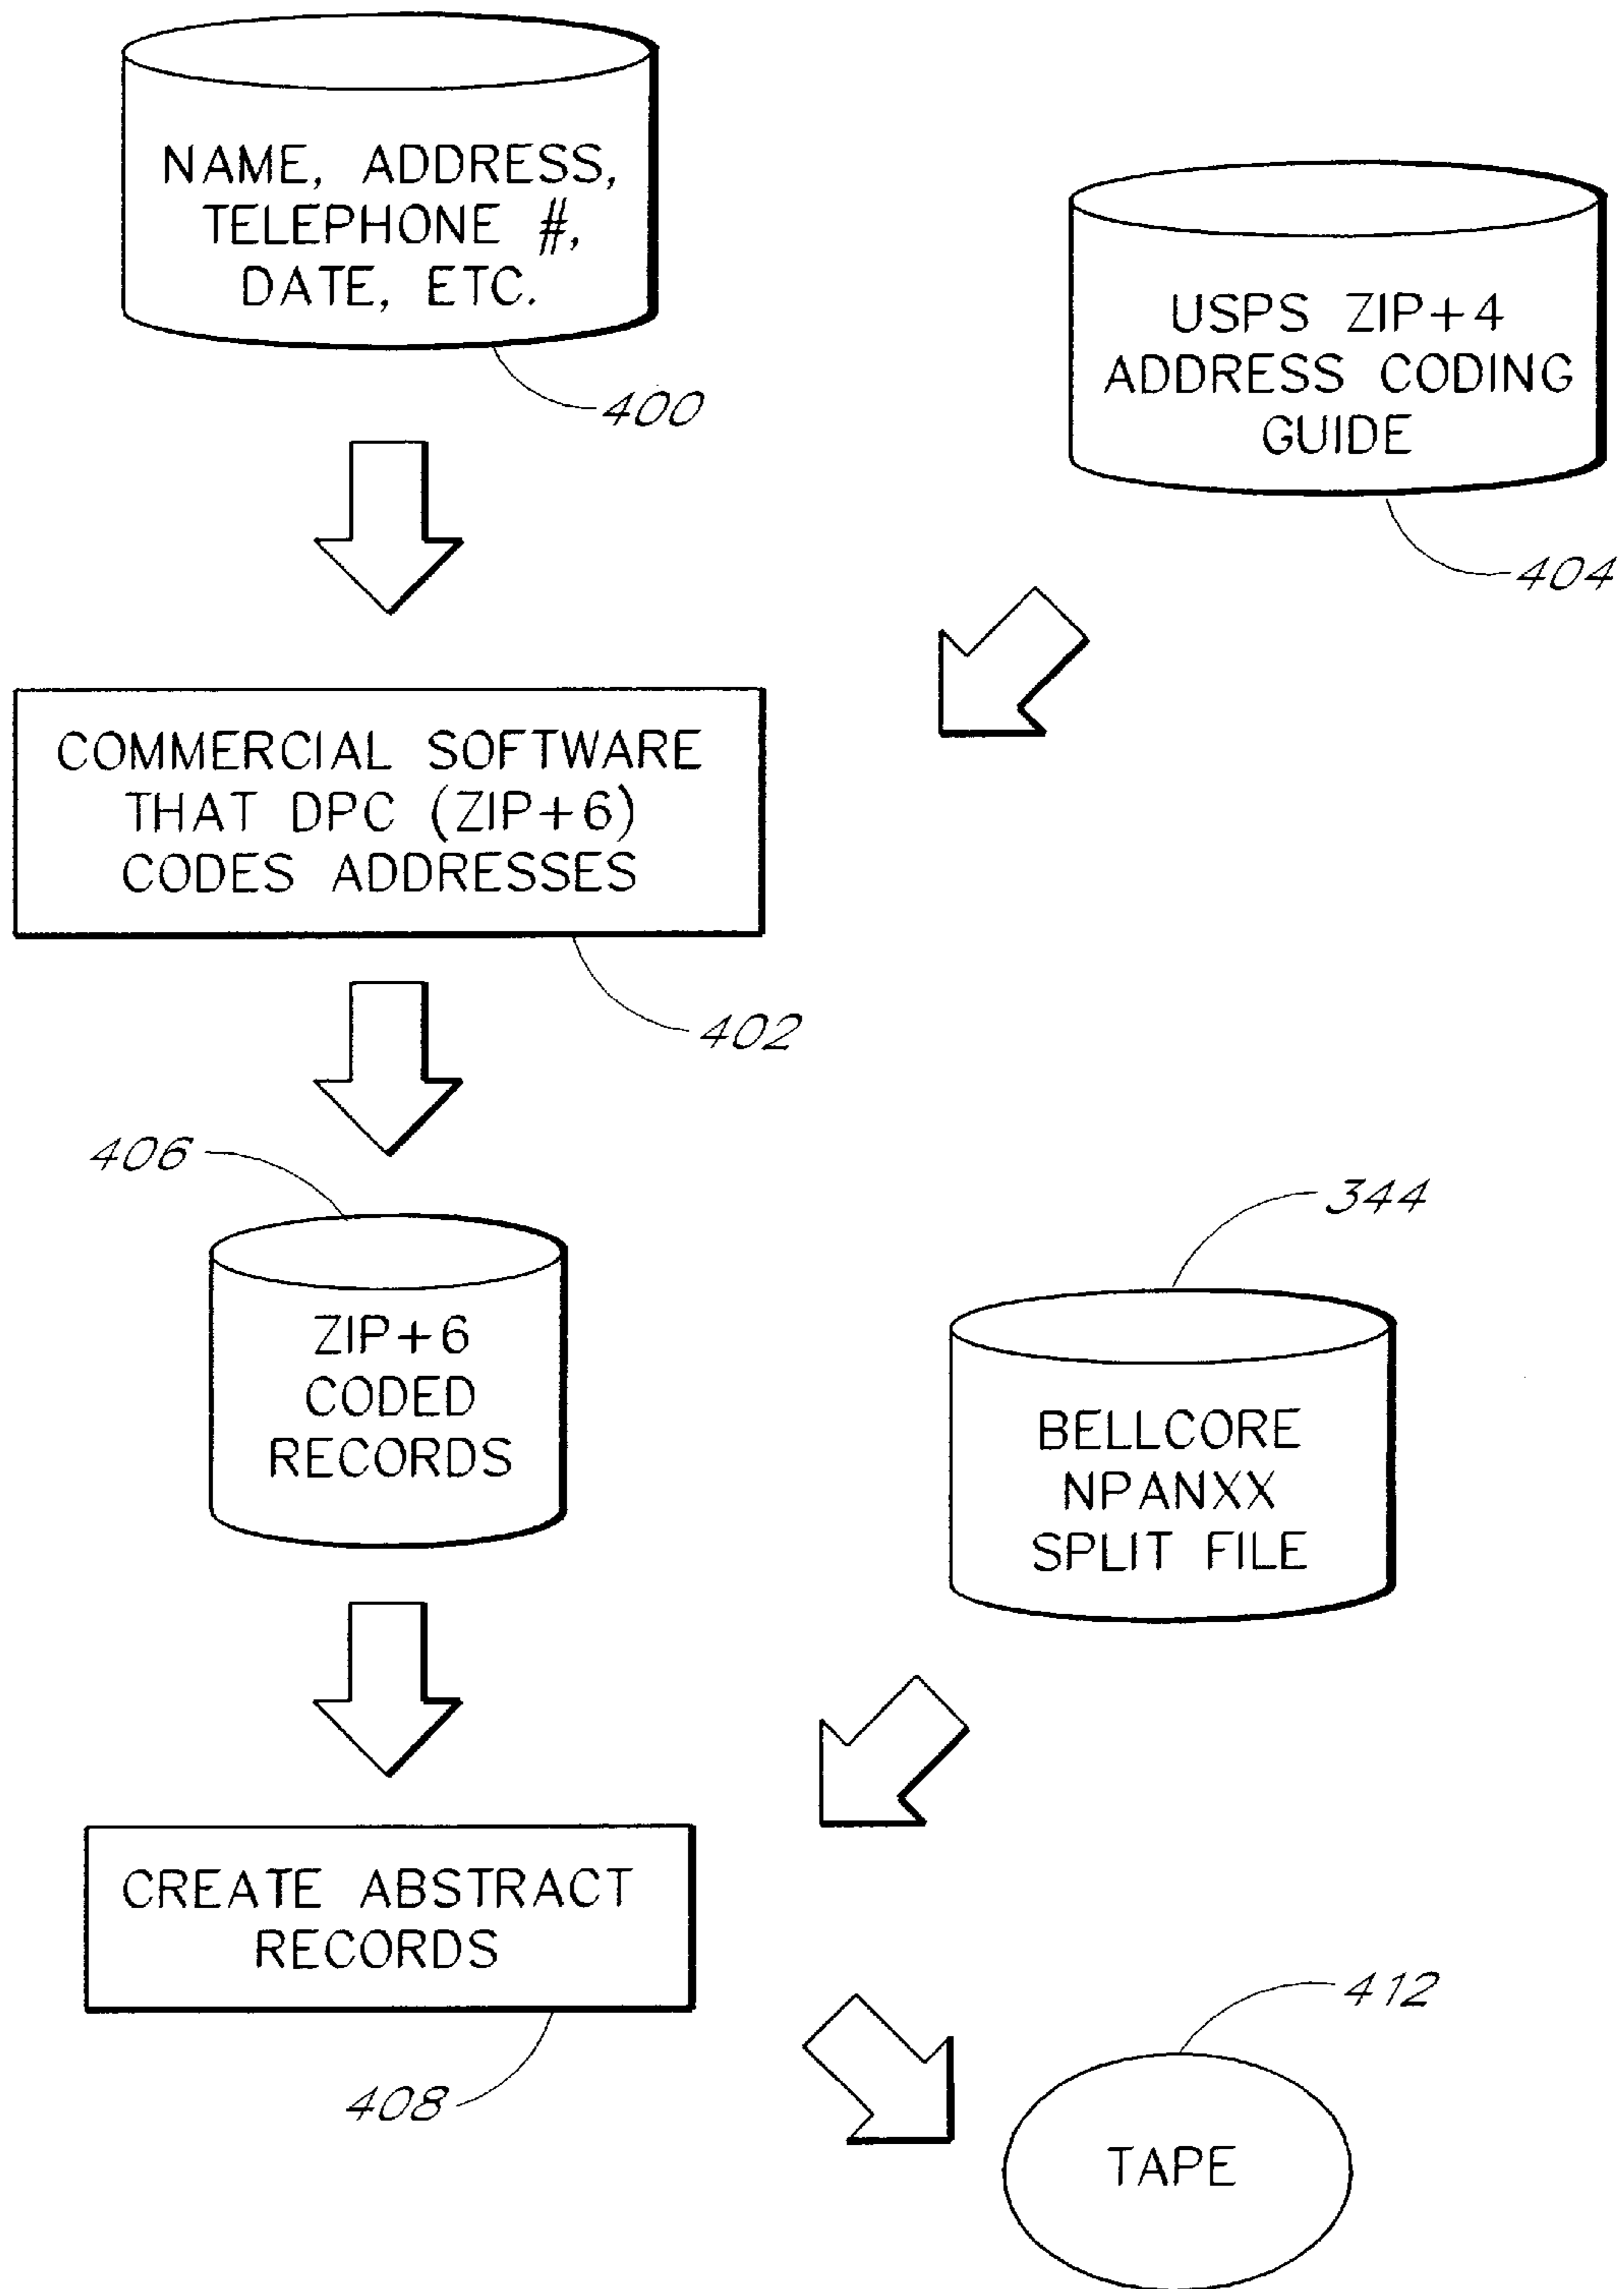 NAME, ADDRESS,
TELEPHONE #,
DATE, ETC.
400
USPS ZIP+4
ADDRESS CODING
GUIDE
404
COMMERCIAL SOFTWARE
THAT DPC (ZIP+6)
CODES ADDRESSES
402
406
ZIP+6
CODED
RECORDS
344
BELLCORE
NPANXX
SPLIT FILE
CREATE ABSTRACT
RECORDS
408
412
TAPE